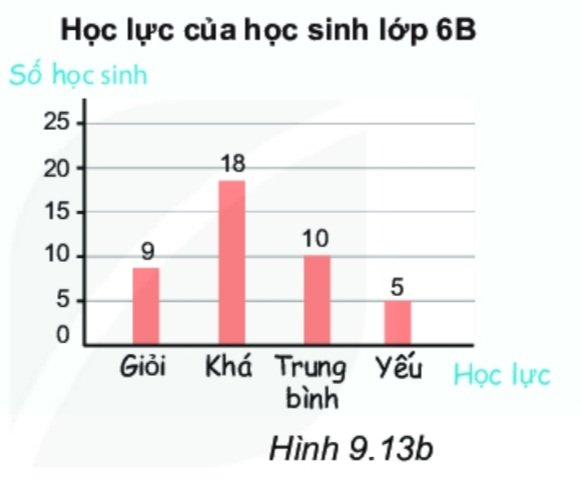 Học lực của học sinh lớp 6B
Số học sinh
25
20
15
10
5
0
9
18
10
5
Giỏi Khá Trung bình Yếu
Học lực
Hình 9.13b